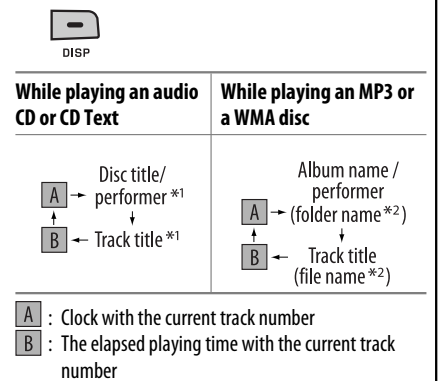 DISP
While playing an audio CD or CD Text
While playing an MP3 or a WMA disc
A → Disc title/ performer *1
B ← Track title *1
A → Album name / performer (folder name*2)
B ← Track title (file name*2)
A : Clock with the current track number
B : The elapsed playing time with the current track
number